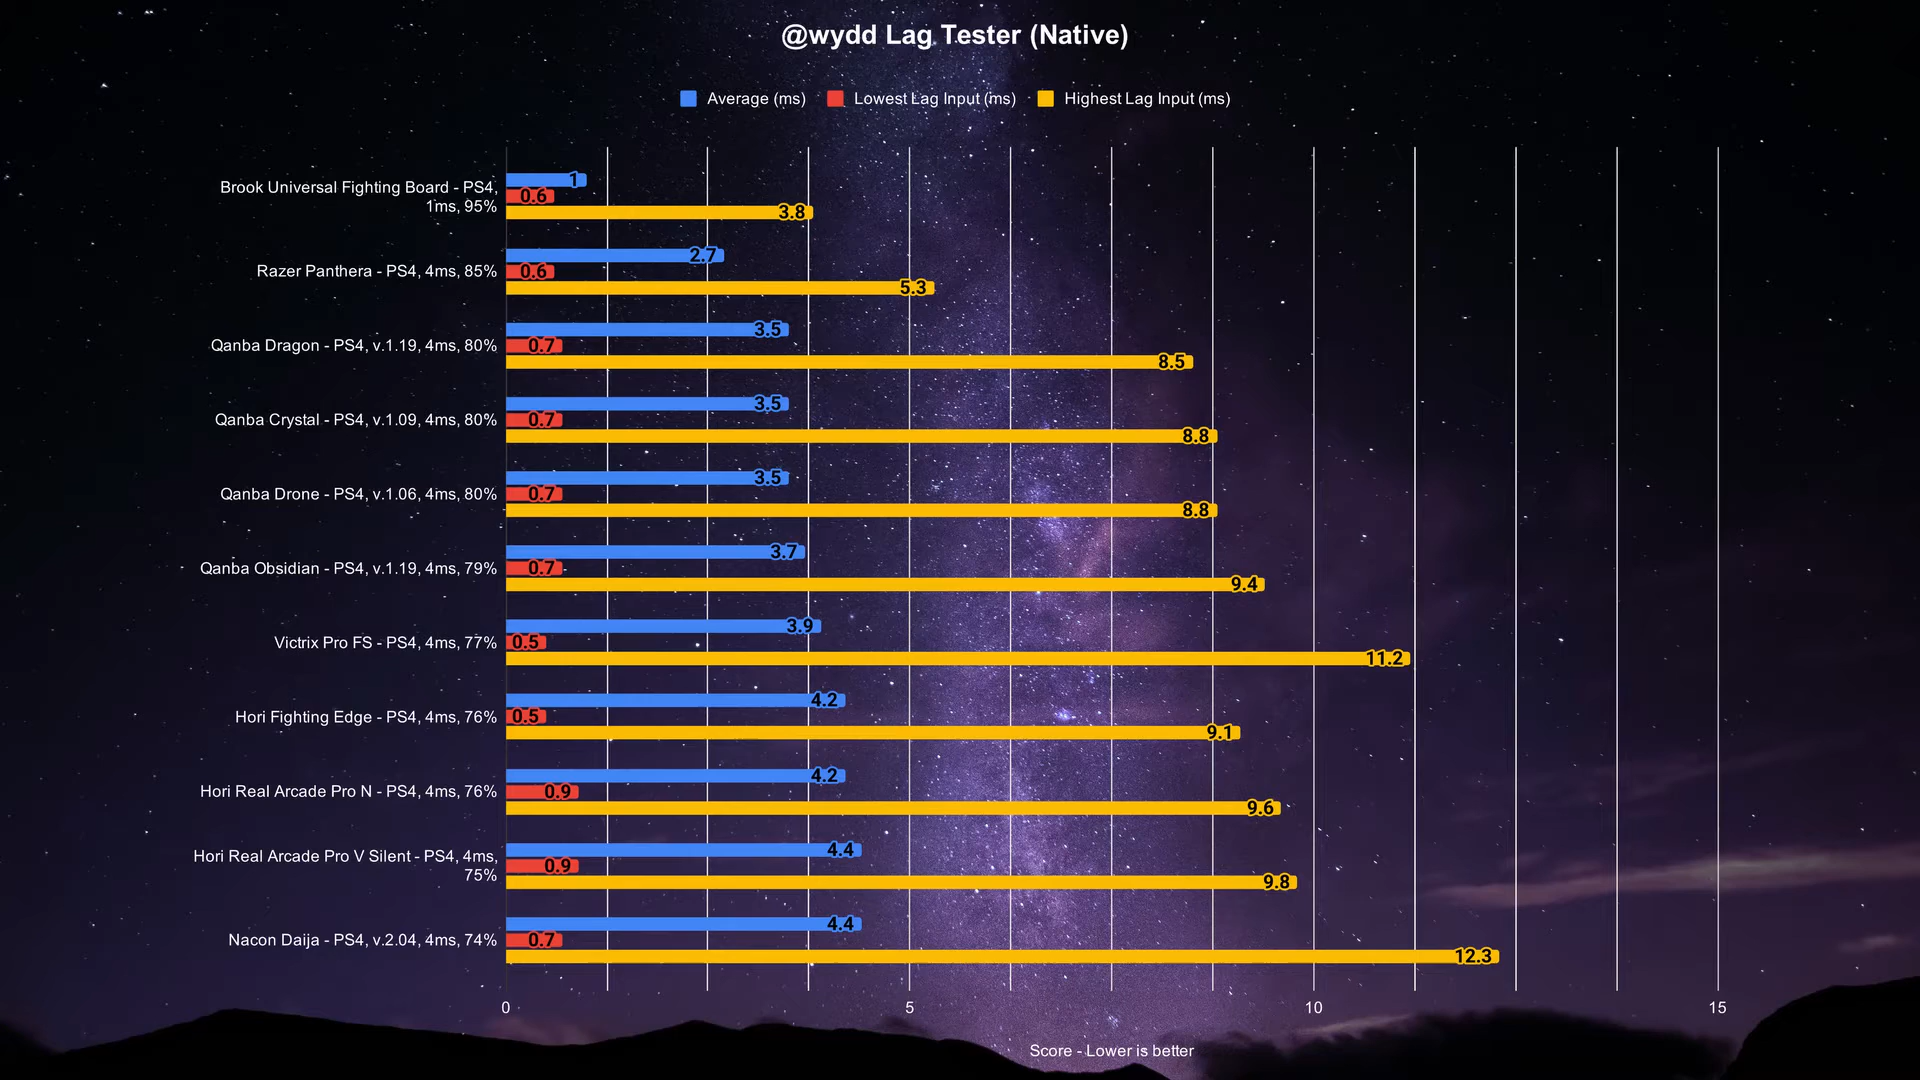 @wydd Lag Tester (Native)
Average (ms) Lowest Lag Input (ms) Highest Lag Input (ms)
Brook Universal Fighting Board - PS4,
1ms, 95%
1
0.6
3.8
Razer Panthera - PS4, 4ms, 85%
2.7
0.6
5.3
Qanba Dragon - PS4, v.1.19, 4ms, 80%
3.5
0.7
8.5
Qanba Crystal - PS4, v.1.09, 4ms, 80%
3.5
0.7
8.8
Qanba Drone - PS4, v.1.06, 4ms, 80%
3.5
0.7
8.8
Qanba Obsidian - PS4, v.1.19, 4ms, 79%
3.7
0.7
9.4
Victrix Pro FS - PS4, 4ms, 77%
3.9
0.5
11.2
Hori Fighting Edge - PS4, 4ms, 76%
4.2
0.5
9.1
Hori Real Arcade Pro N - PS4, 4ms, 76%
4.2
0.9
9.6
Hori Real Arcade Pro V Silent - PS4, 4ms,
75%
4.4
0.9
9.8
Nacon Daija - PS4, v.2.04, 4ms, 74%
4.4
0.7
12.3
0 5 10 15
Score - Lower is better